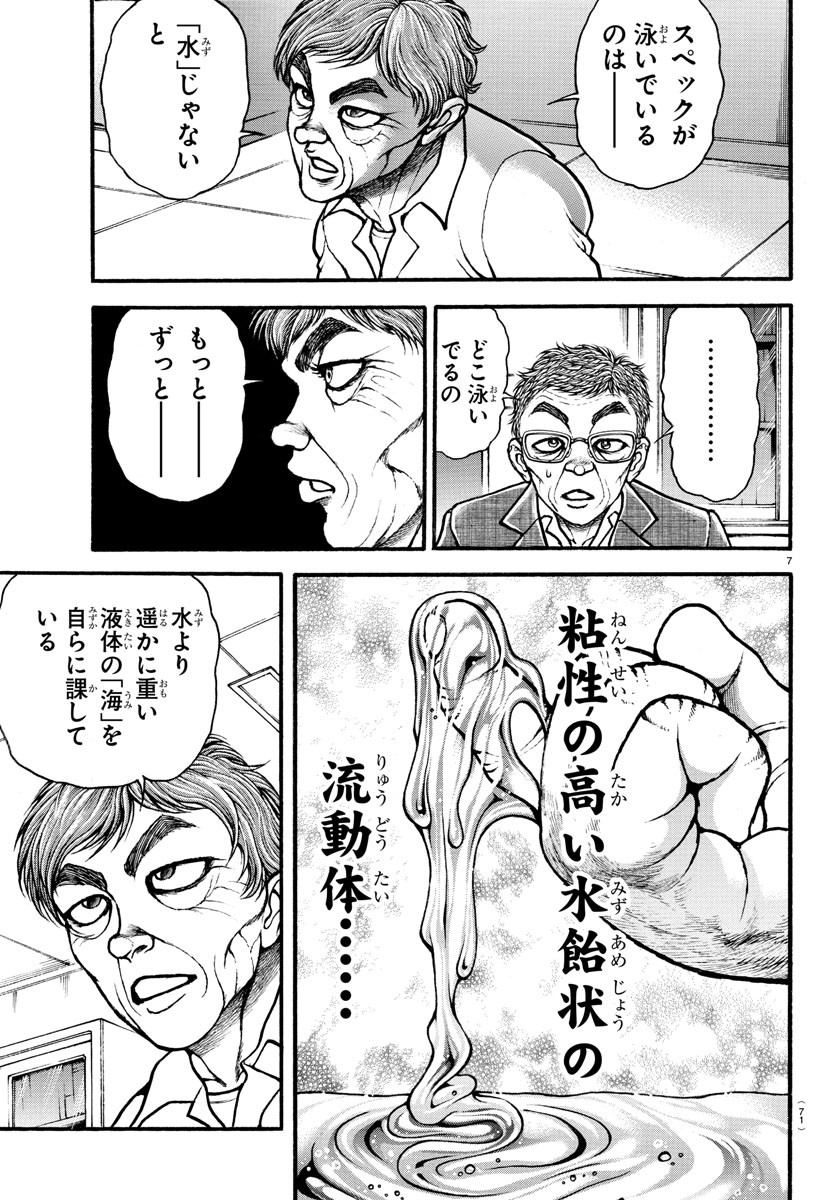 スペックが
泳いでいる
のは――
「水」じゃない
と
…………
どこ泳い
でるの
もっと――
ずっと――
粘性の高い水飴状の
流動体……
水より
遥かに重い
液体の「海」を
自らに課して
いる
7
(71)